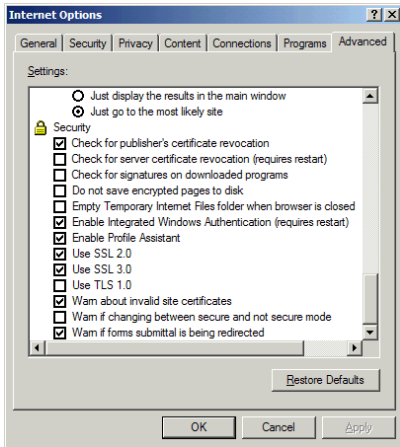 Internet Options
General Security Privacy Content Connections Programs Advanced
Settings:
Just display the results in the main window
Just go to the most likely site
Security
Check for publisher's certificate revocation
Check for server certificate revocation (requires restart)
Check for signatures on downloaded programs
Do not save encrypted pages to disk
Empty Temporary Internet Files folder when browser is closed
Enable Integrated Windows Authentication (requires restart)
Enable Profile Assistant
Use SSL 2.0
Use SSL 3.0
Use TLS 1.0
Warn about invalid site certificates
Warn if changing between secure and not secure mode
Warn if forms submittal is being redirected
Restore Defaults
OK Cancel Apply